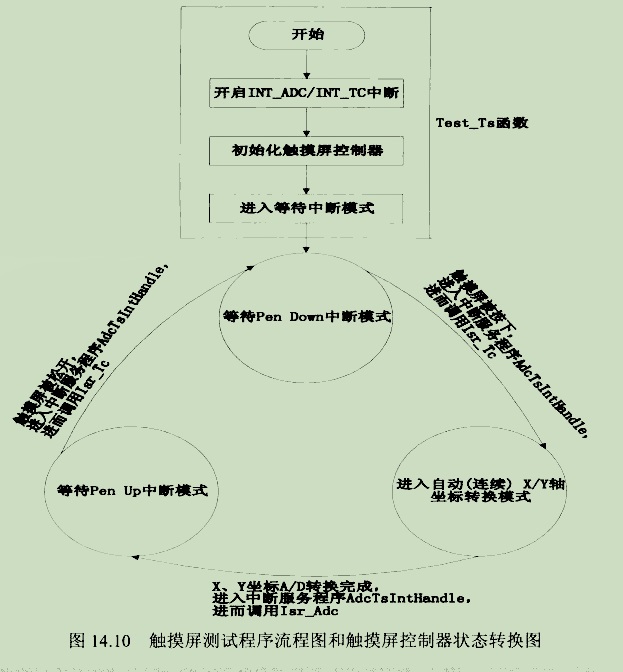 开始
开启INT_ADC/INT_TC中断
初始化触摸屏控制器
进入等待中断模式
Test_Ts函数
等待Pen Down中断模式
触摸屏被按下,
进入中断服务程序AdcTsIntHandle,
进而调用Isr_Tc
触摸屏被松开,
进入中断服务程序AdcTsIntHandle,
进而调用Isr_Tc
等待Pen Up中断模式
进入自动(连续) X/Y轴
坐标转换模式
X、Y坐标A/D转换完成,
进入中断服务程序AdcTsIntHandle,
进而调用Isr_Adc
图 14.10 触摸屏测试程序流程图和触摸屏控制器状态转换图